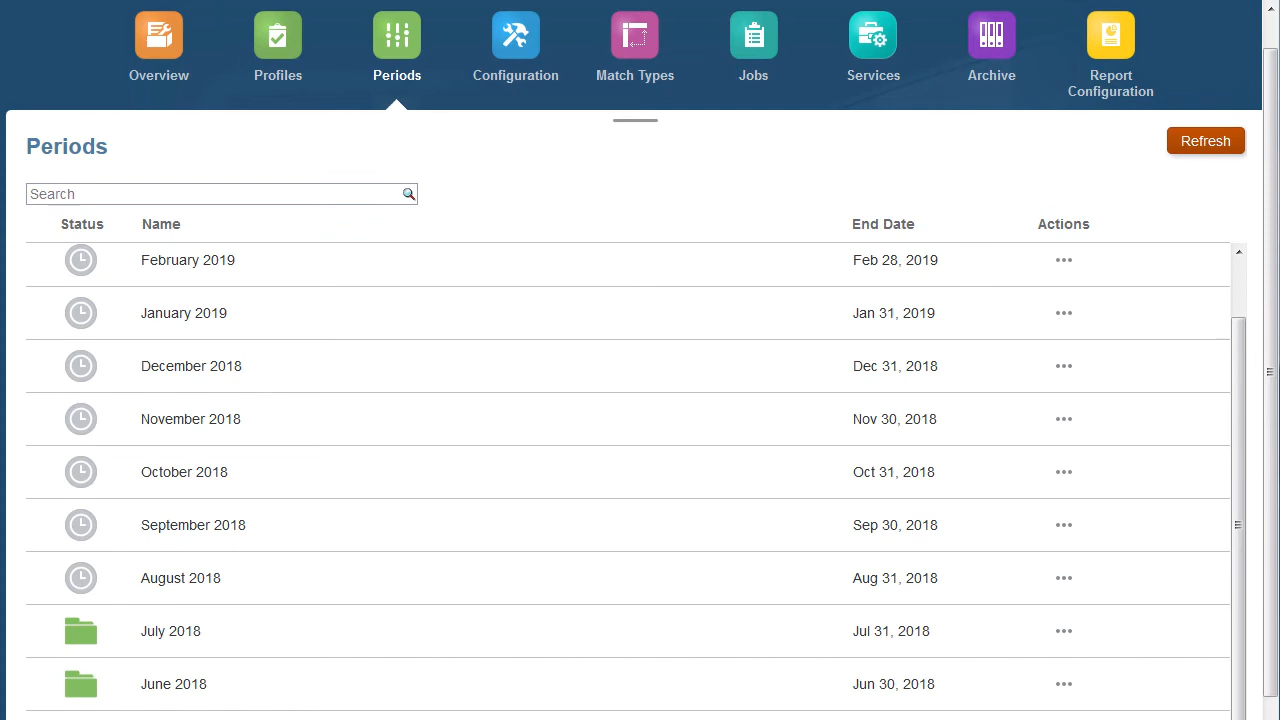 Overview
Profiles
Periods
Configuration
Match Types
Jobs
Services
Archive
Report
Configuration
Periods
Refresh
Search
Status Name End Date Actions
February 2019 Feb 28, 2019
January 2019 Jan 31, 2019
December 2018 Dec 31, 2018
November 2018 Nov 30, 2018
October 2018 Oct 31, 2018
September 2018 Sep 30, 2018
August 2018 Aug 31, 2018
July 2018 Jul 31, 2018
June 2018 Jun 30, 2018